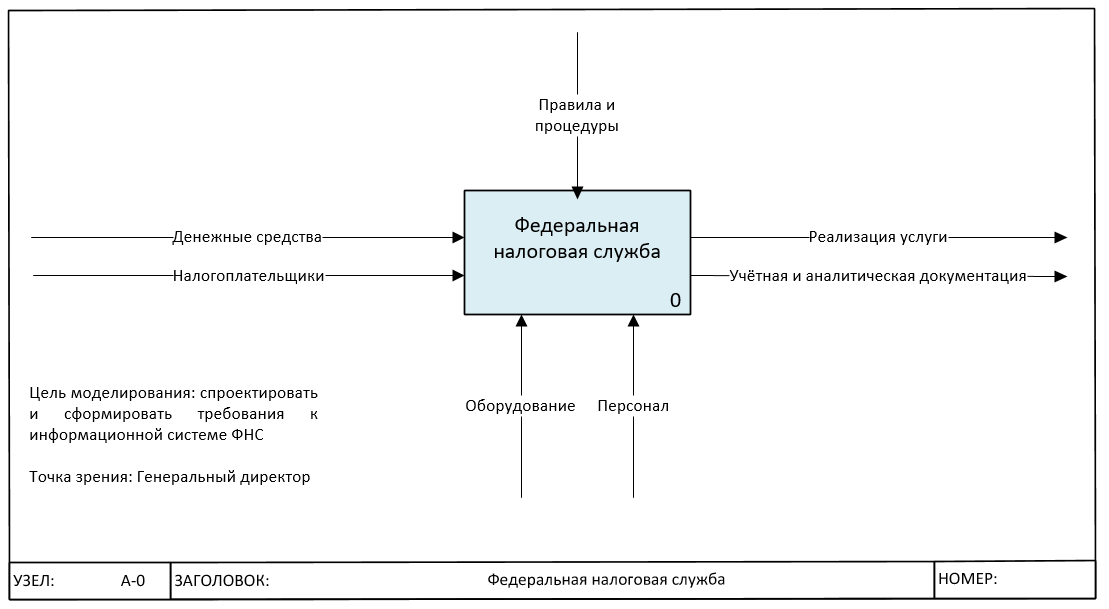 Правила и
процедуры
Федеральная
налоговая служба
0
Денежные средства
Налогоплательщики
Реализация услуги
Учётная и аналитическая документация
Оборудование
Персонал
Цель моделирования: спроектировать
и сформировать требования к
информационной системе ФНС
Точка зрения: Генеральный директор
УЗЕЛ: А-0
ЗАГОЛОВОК: Федеральная налоговая служба
НОМЕР: